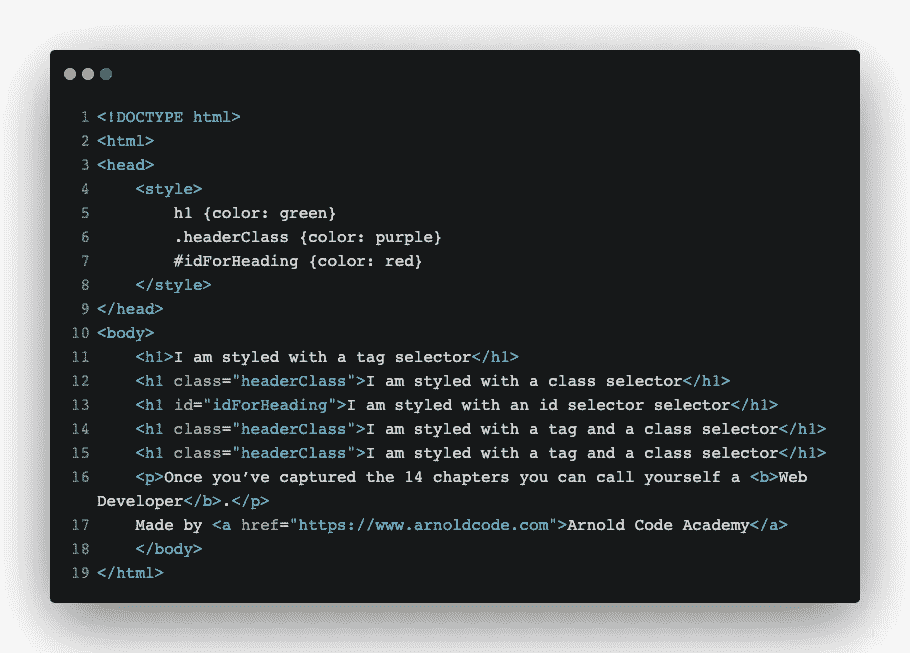 1 <!DOCTYPE html>
2 <html>
3 <head>
4     <style>
5         h1 {color: green}
6         .headerClass {color: purple}
7         #idForHeading {color: red}
8     </style>
9 </head>
10 <body>
11     <h1>I am styled with a tag selector</h1>
12     <h1 class="headerClass">I am styled with a class selector</h1>
13     <h1 id="idForHeading">I am styled with an id selector selector</h1>
14     <h1 class="headerClass">I am styled with a tag and a class selector</h1>
15     <h1 class="headerClass">I am styled with a tag and a class selector</h1>
16     <p>Once you’ve captured the 14 chapters you can call yourself a <b>Web
Developer</b>.</p>
17     Made by <a href="https://www.arnoldcode.com">Arnold Code Academy</a>
18     </body>
19 </html>